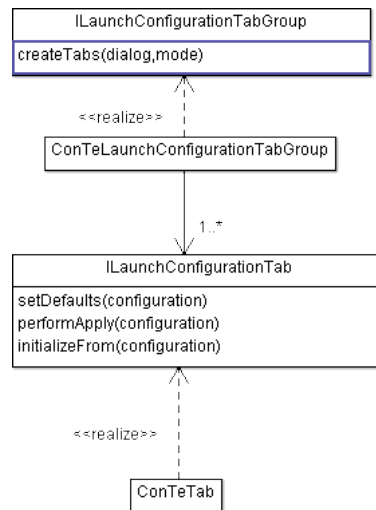 ILaunchConfigurationTabGroup
createTabs(dialog,mode)
<<realize>>
ConTeLaunchConfigurationTabGroup
1..*
ILaunchConfigurationTab
setDefaults(configuration)
performApply(configuration)
initializeFrom(configuration)
<<realize>>
ConTeTab